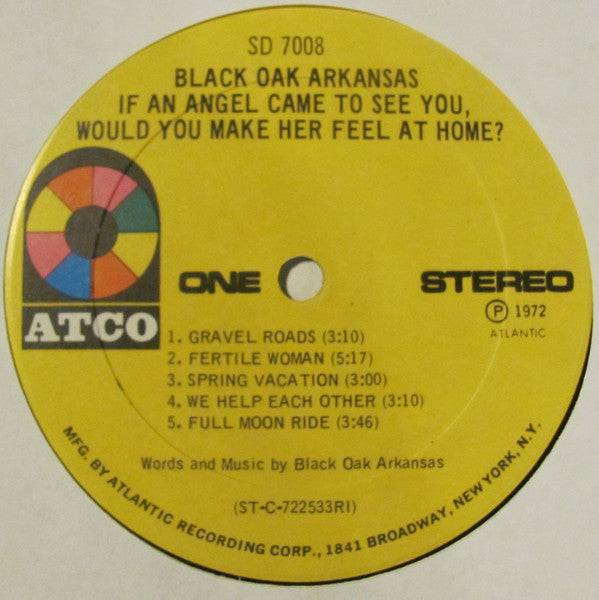 SD 7008
BLACK OAK ARKANSAS
IF AN ANGEL CAME TO SEE YOU,
WOULD YOU MAKE HER FEEL AT HOME?
ATCO
ONE
STEREO
Ⓟ 1972
ATLANTIC
1. GRAVEL ROADS (3:10)
2. FERTILE WOMAN (5:17)
3. SPRING VACATION (3:00)
4. WE HELP EACH OTHER (3:10)
5. FULL MOON RIDE (3:46)
Words and Music by Black Oak Arkansas
(ST-C-722533RI)
MFG. BY ATLANTIC RECORDING CORP., 1841 BROADWAY, NEW YORK, N.Y.